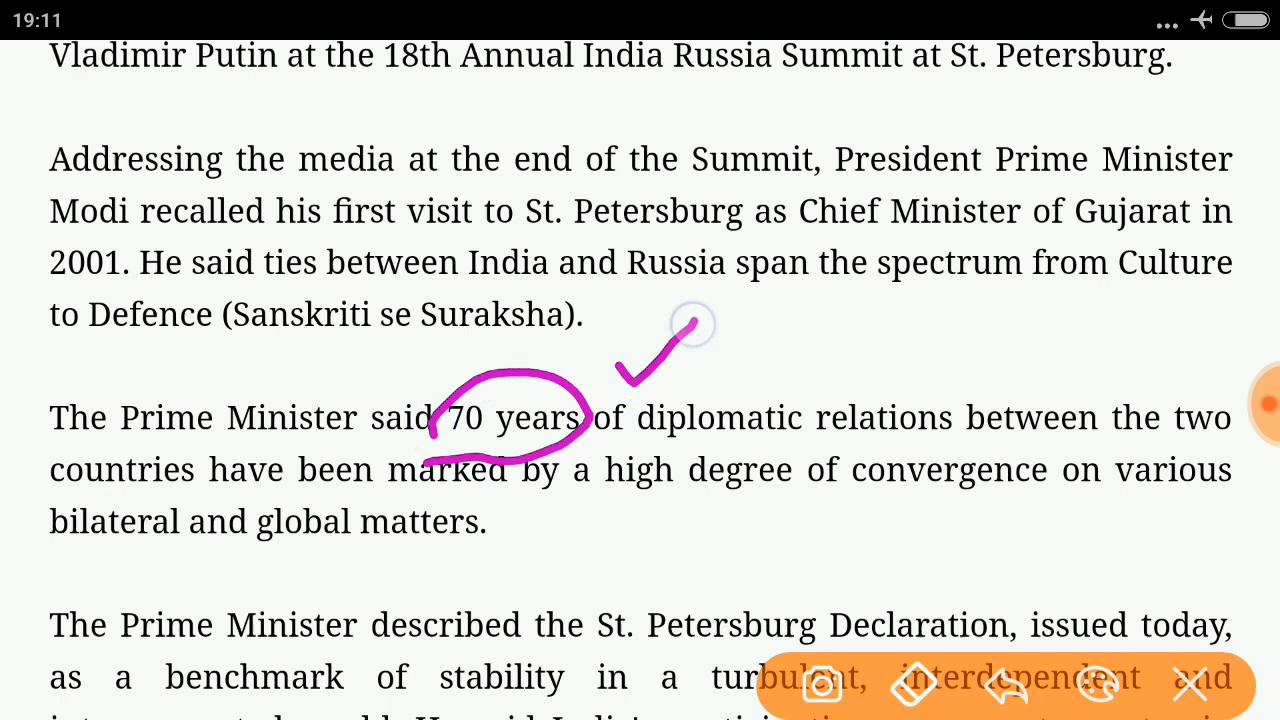 19:11
Vladimir Putin at the 18th Annual India Russia Summit at St. Petersburg.
Addressing the media at the end of the Summit, President Prime Minister
Modi recalled his first visit to St. Petersburg as Chief Minister of Gujarat in
2001. He said ties between India and Russia span the spectrum from Culture
to Defence (Sanskriti se Suraksha).
The Prime Minister said 70 years of diplomatic relations between the two
countries have been marked by a high degree of convergence on various
bilateral and global matters.
The Prime Minister described the St. Petersburg Declaration, issued today,
as a benchmark of stability in a turbulent, interdependent and